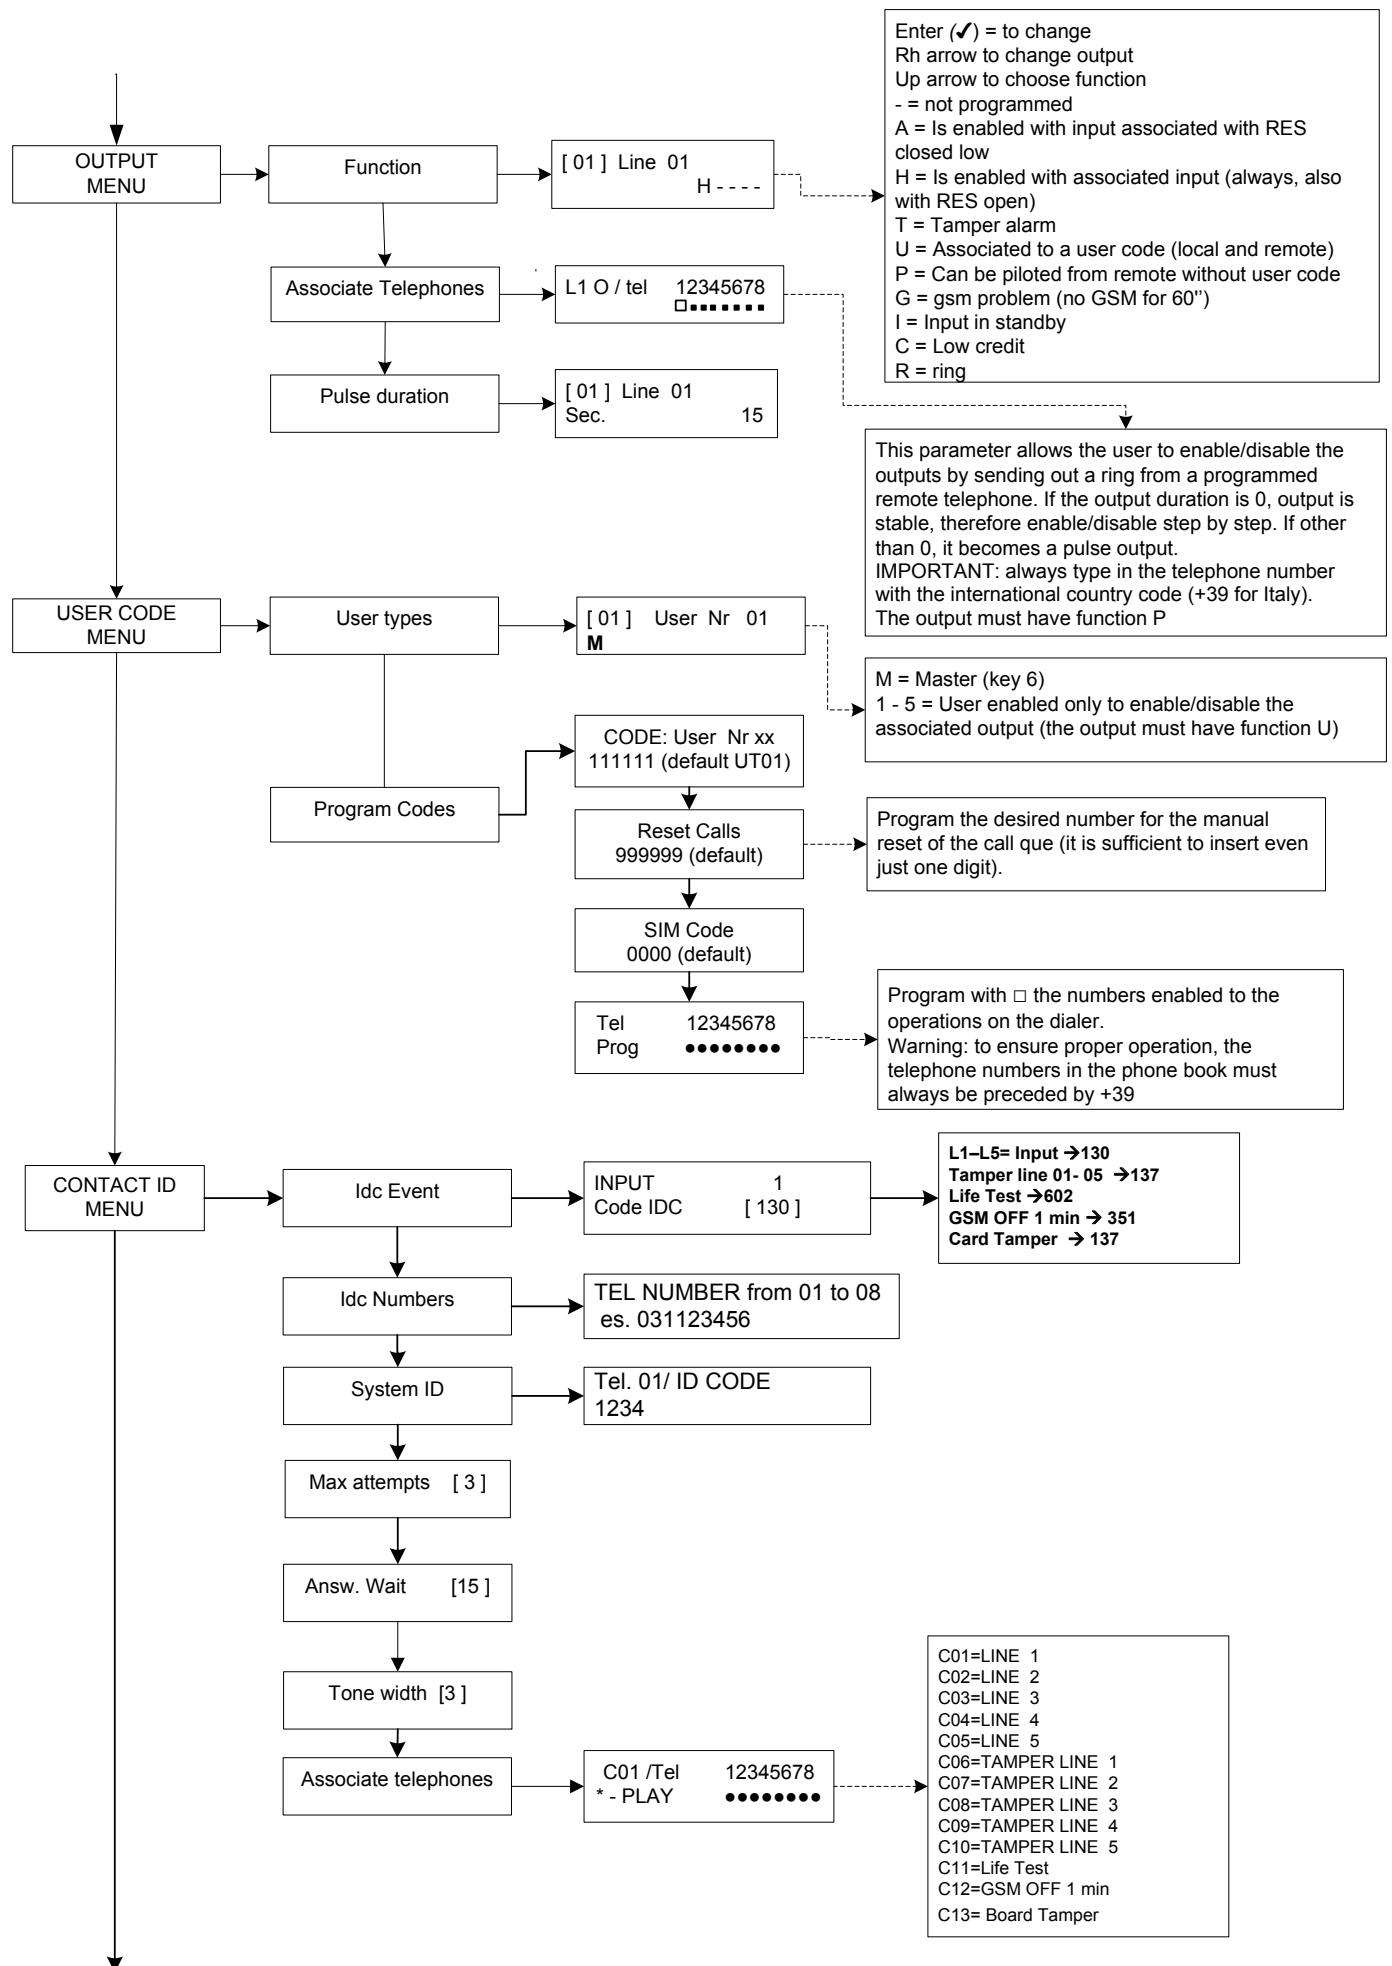 Enter (✓) = to change
Rh arrow to change output
Up arrow to choose function
- = not programmed
A = Is enabled with input associated with RES
closed low
H = Is enabled with associated input (always, also
with RES open)
T = Tamper alarm
U = Associated to a user code (local and remote)
P = Can be piloted from remote without user code
G = gsm problem (no GSM for 60'')
I = Input in standby
C = Low credit
R = ring
OUTPUT
MENU
Function
[ 01 ] Line 01
H - - - -
Associate Telephones
L1 O / tel 12345678
□▪▪▪▪▪▪▪
Pulse duration
[ 01 ] Line 01
Sec. 15
This parameter allows the user to enable/disable the
outputs by sending out a ring from a programmed
remote telephone. If the output duration is 0, output is
stable, therefore enable/disable step by step. If other
than 0, it becomes a pulse output.
IMPORTANT: always type in the telephone number
with the international country code (+39 for Italy).
The output must have function P
USER CODE
MENU
User types
[ 01 ] User Nr 01
M
M = Master (key 6)
1 - 5 = User enabled only to enable/disable the
associated output (the output must have function U)
Program Codes
CODE: User Nr xx
111111 (default UT01)
Reset Calls
999999 (default)
Program the desired number for the manual
reset of the call que (it is sufficient to insert even
just one digit).
SIM Code
0000 (default)
Tel 12345678
Prog ●●●●●●●●
Program with □ the numbers enabled to the
operations on the dialer.
Warning: to ensure proper operation, the
telephone numbers in the phone book must
always be preceded by +39
CONTACT ID
MENU
Idc Event
INPUT 1
Code IDC [ 130 ]
L1–L5= Input →130
Tamper line 01- 05 →137
Life Test →602
GSM OFF 1 min → 351
Card Tamper → 137
Idc Numbers
TEL NUMBER from 01 to 08
es. 031123456
System ID
Tel. 01/ ID CODE
1234
Max attempts [ 3 ]
Answ. Wait [15 ]
Tone width [3 ]
Associate telephones
C01 /Tel 12345678
* - PLAY ●●●●●●●●
C01=LINE 1
C02=LINE 2
C03=LINE 3
C04=LINE 4
C05=LINE 5
C06=TAMPER LINE 1
C07=TAMPER LINE 2
C08=TAMPER LINE 3
C09=TAMPER LINE 4
C10=TAMPER LINE 5
C11=Life Test
C12=GSM OFF 1 min
C13= Board Tamper